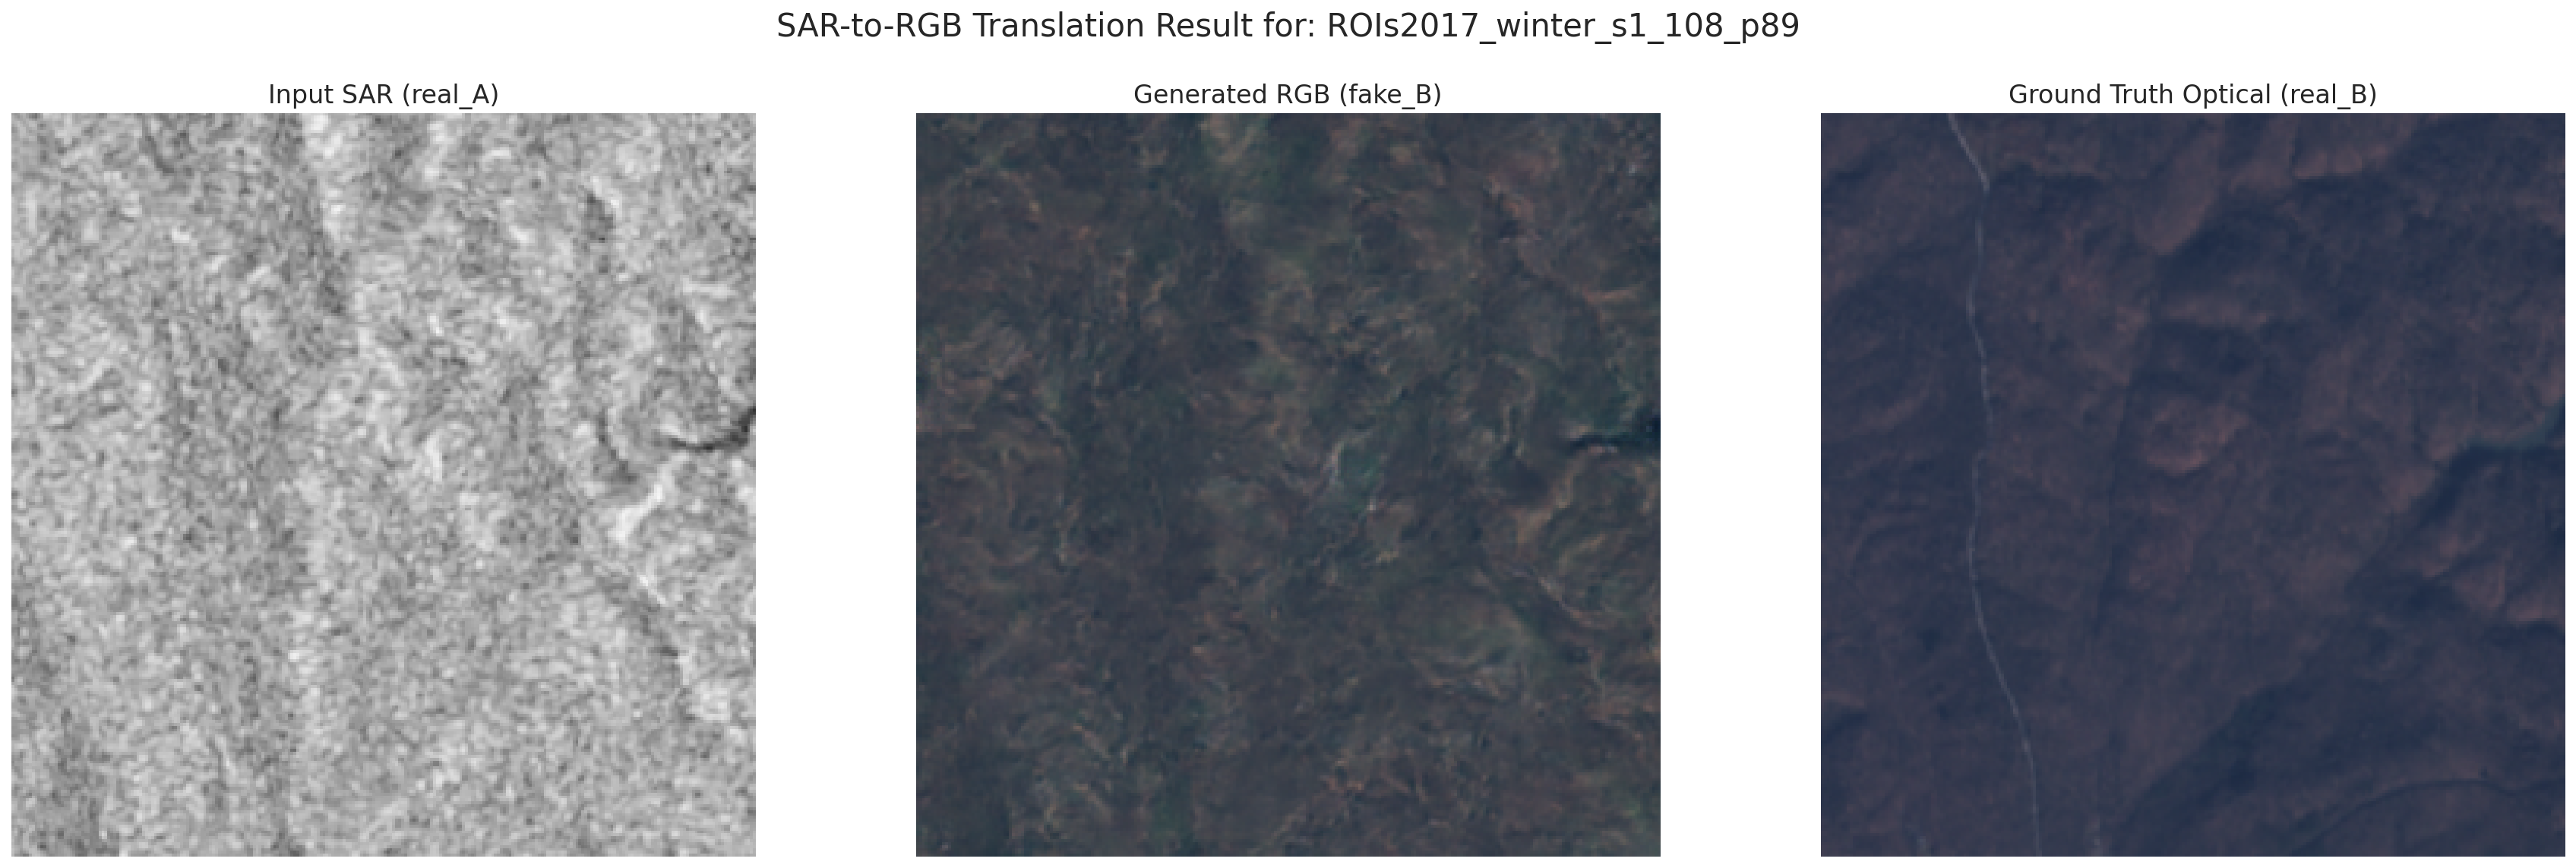 SAR-to-RGB Translation Result for: ROIs2017_winter_s1_108_p89
Input SAR (real_A)
Generated RGB (fake_B)
Ground Truth Optical (real_B)